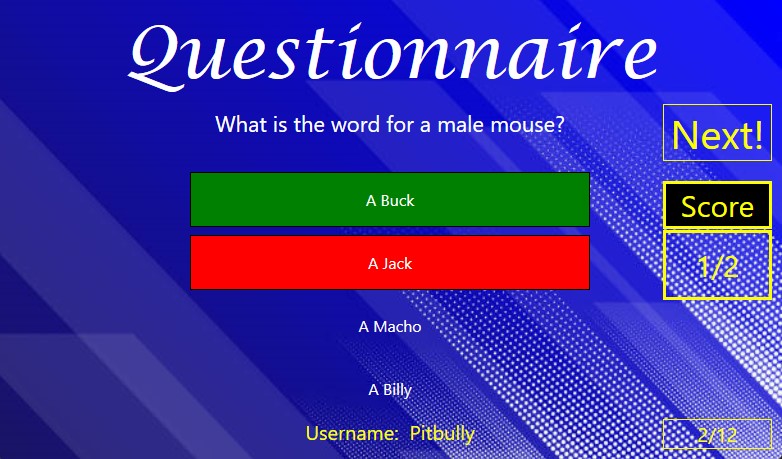 Questionnaire
What is the word for a male mouse?
Next!
A Buck
Score
A Jack
1/2
A Macho
A Billy
Username: Pitbully
2/12